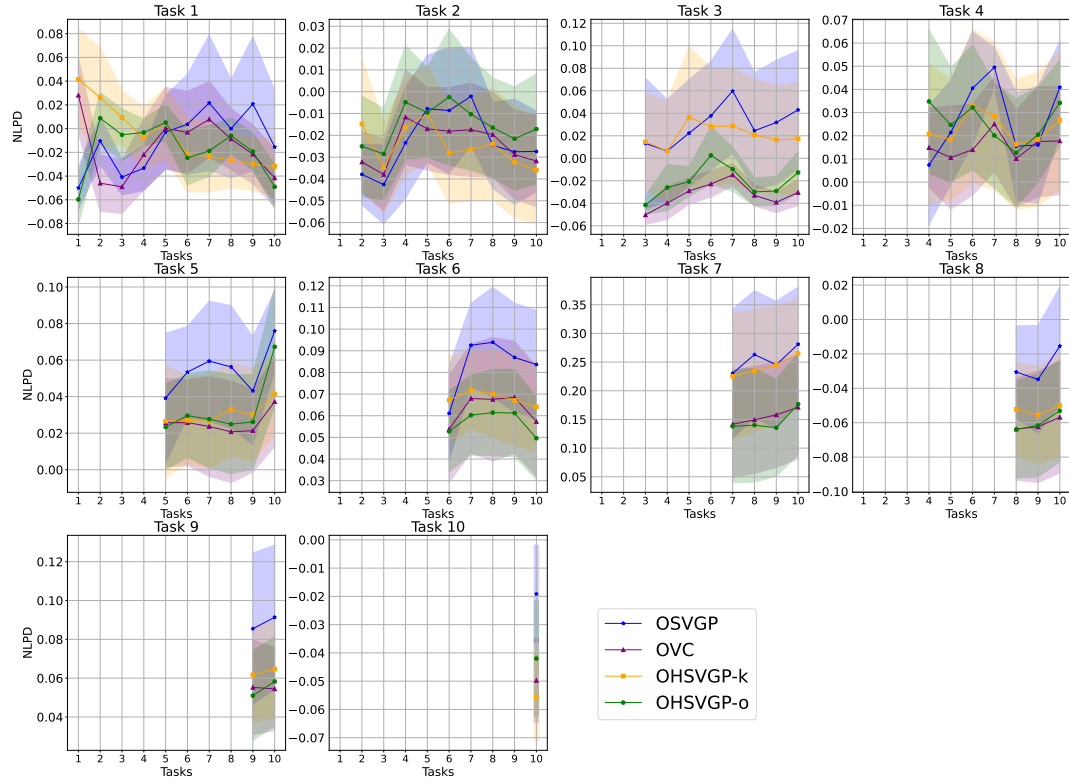 Task 1
NLPD
0.08
0.06
0.04
0.02
0.00
−0.02
−0.04
−0.06
−0.08
1 2 3 4 5 6 7 8 9 10
Tasks
Task 2
0.03
0.02
0.01
0.00
−0.01
−0.02
−0.03
−0.04
−0.05
−0.06
1 2 3 4 5 6 7 8 9 10
Tasks
Task 3
0.12
0.10
0.08
0.06
0.04
0.02
0.00
−0.02
−0.04
−0.06
1 2 3 4 5 6 7 8 9 10
Tasks
Task 4
0.07
0.06
0.05
0.04
0.03
0.02
0.01
0.00
−0.01
−0.02
1 2 3 4 5 6 7 8 9 10
Tasks
Task 5
NLPD
0.10
0.08
0.06
0.04
0.02
0.00
1 2 3 4 5 6 7 8 9 10
Tasks
Task 6
0.12
0.11
0.10
0.09
0.08
0.07
0.06
0.05
0.04
0.03
1 2 3 4 5 6 7 8 9 10
Tasks
Task 7
0.35
0.30
0.25
0.20
0.15
0.10
0.05
1 2 3 4 5 6 7 8 9 10
Tasks
Task 8
0.02
0.00
−0.02
−0.04
−0.06
−0.08
−0.10
1 2 3 4 5 6 7 8 9 10
Tasks
Task 9
NLPD
0.12
0.10
0.08
0.06
0.04
1 2 3 4 5 6 7 8 9 10
Tasks
Task 10
0.00
−0.01
−0.02
−0.03
−0.04
−0.05
−0.06
−0.07
1 2 3 4 5 6 7 8 9 10
Tasks
OSVGP
OVC
OHSVGP-k
OHSVGP-o